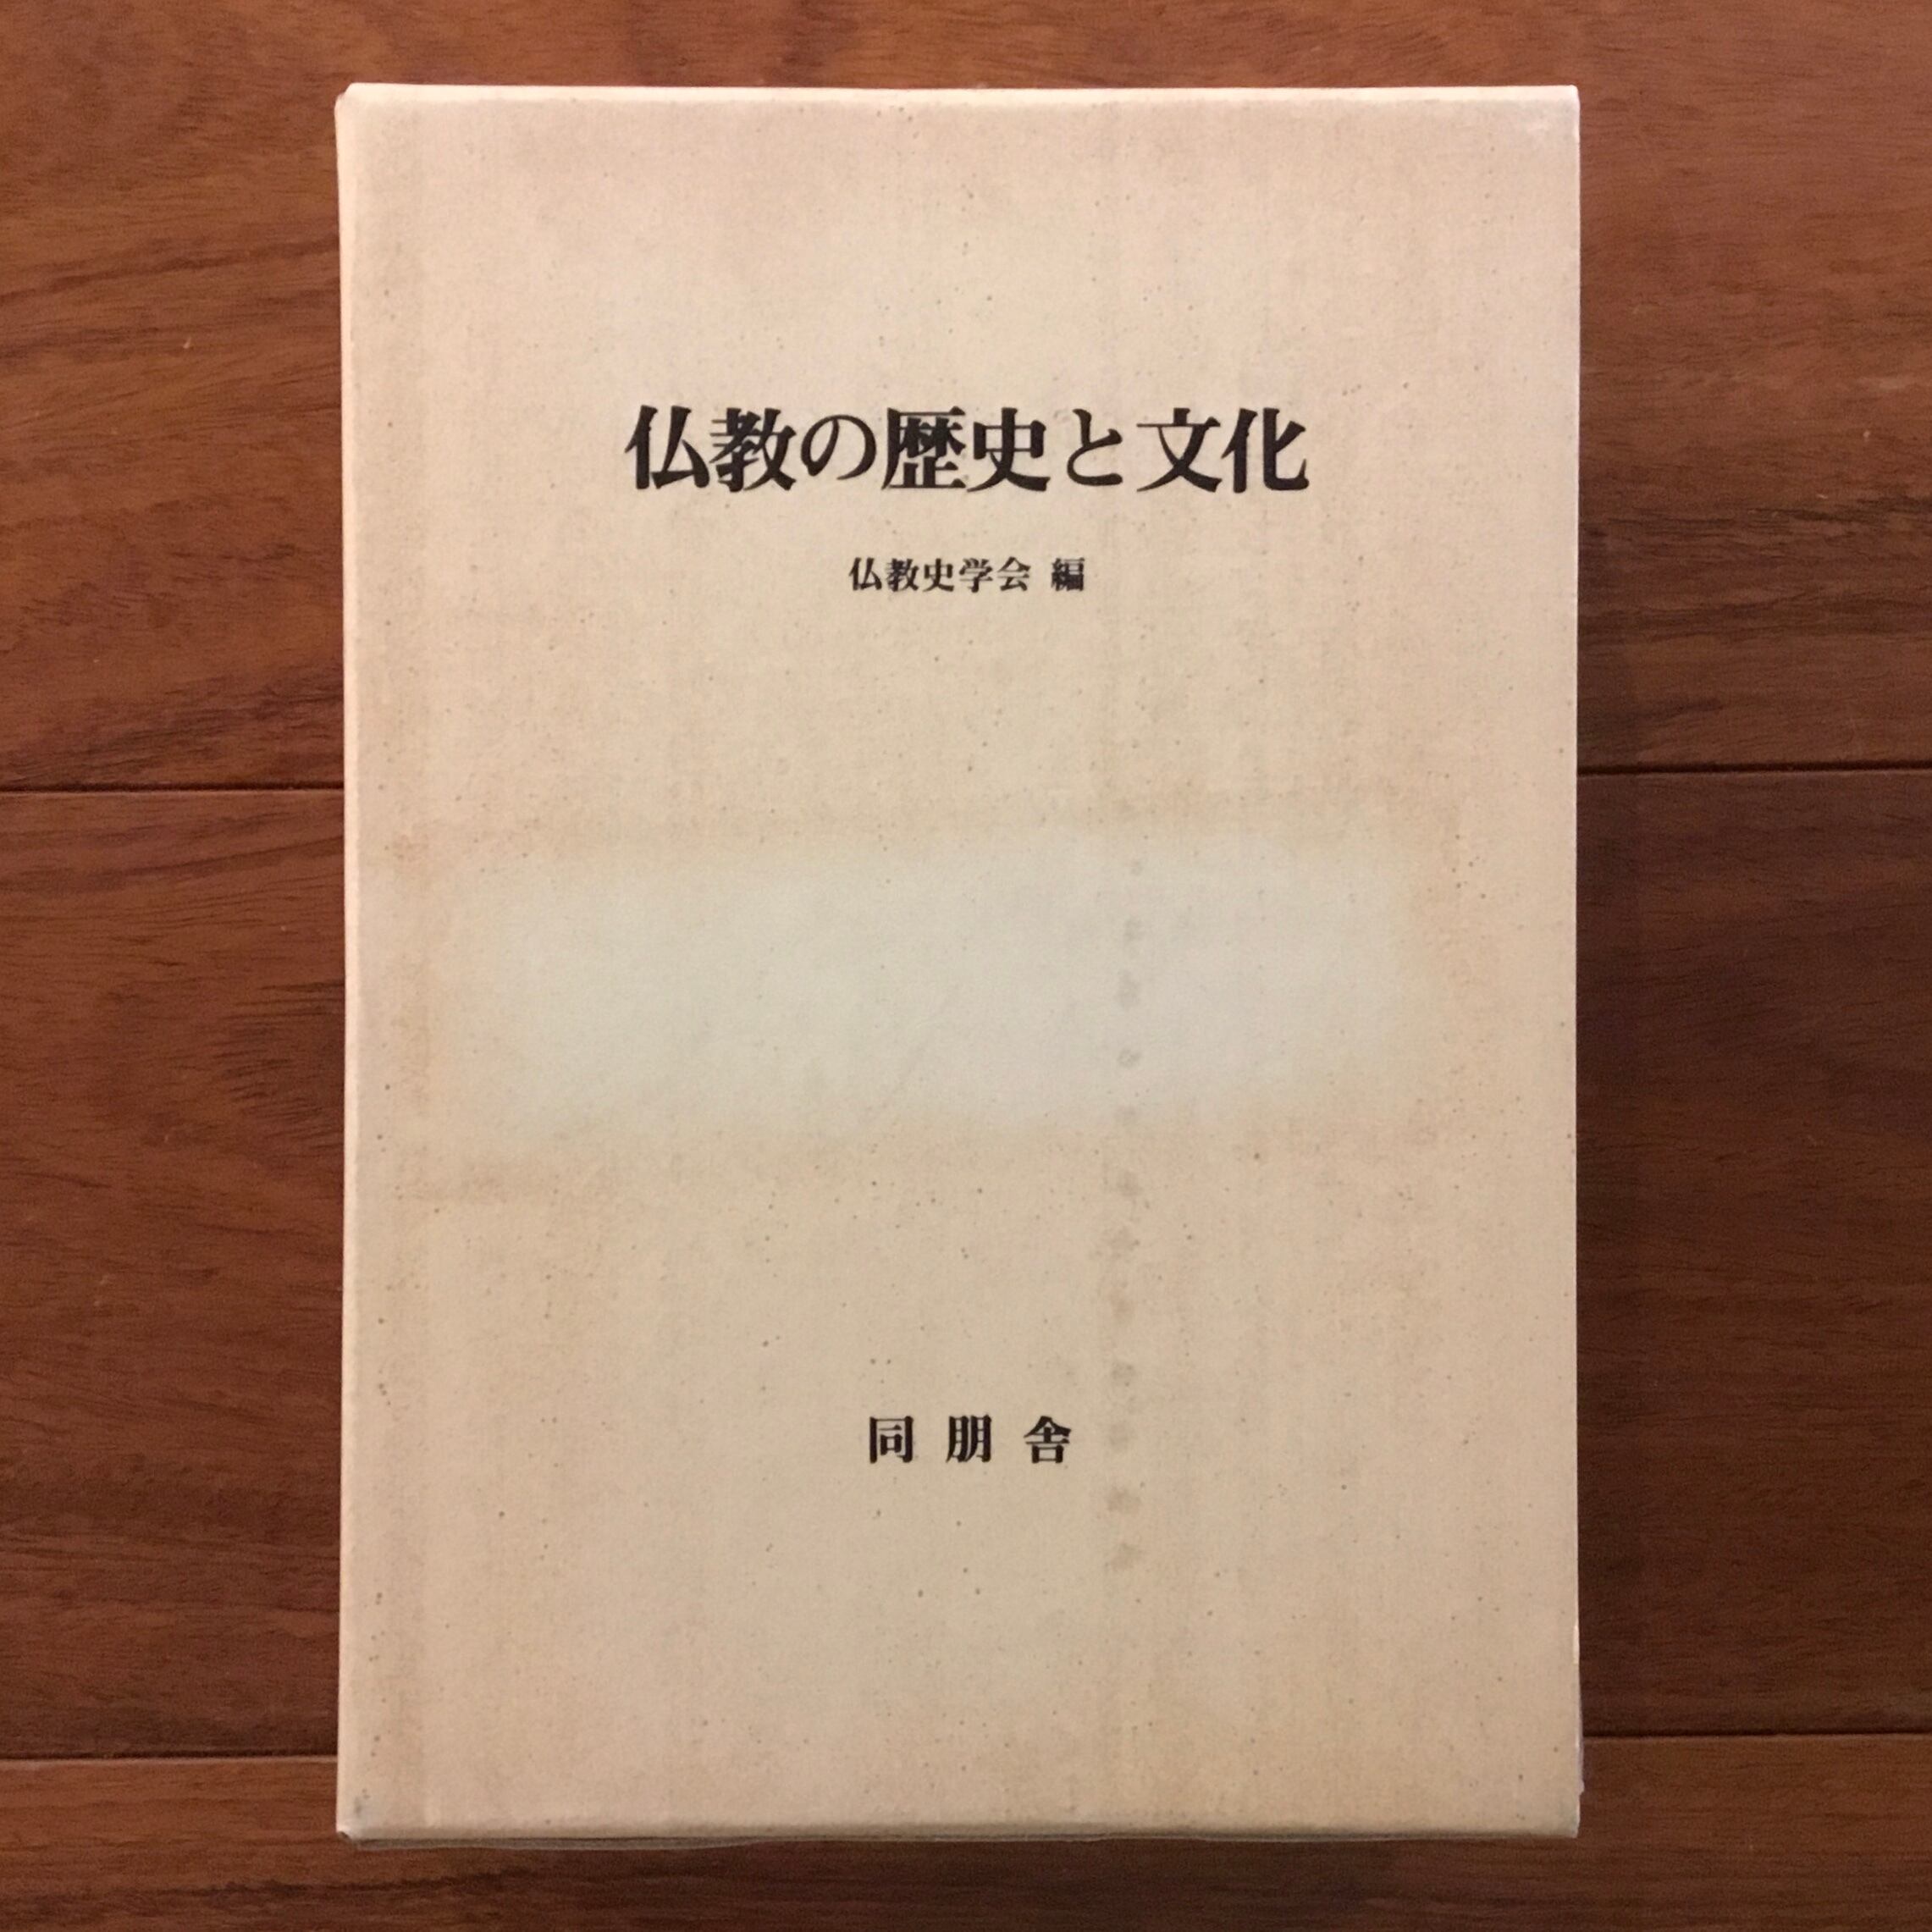 仏教の歴史と文化
仏教史学会 編
同朋舎